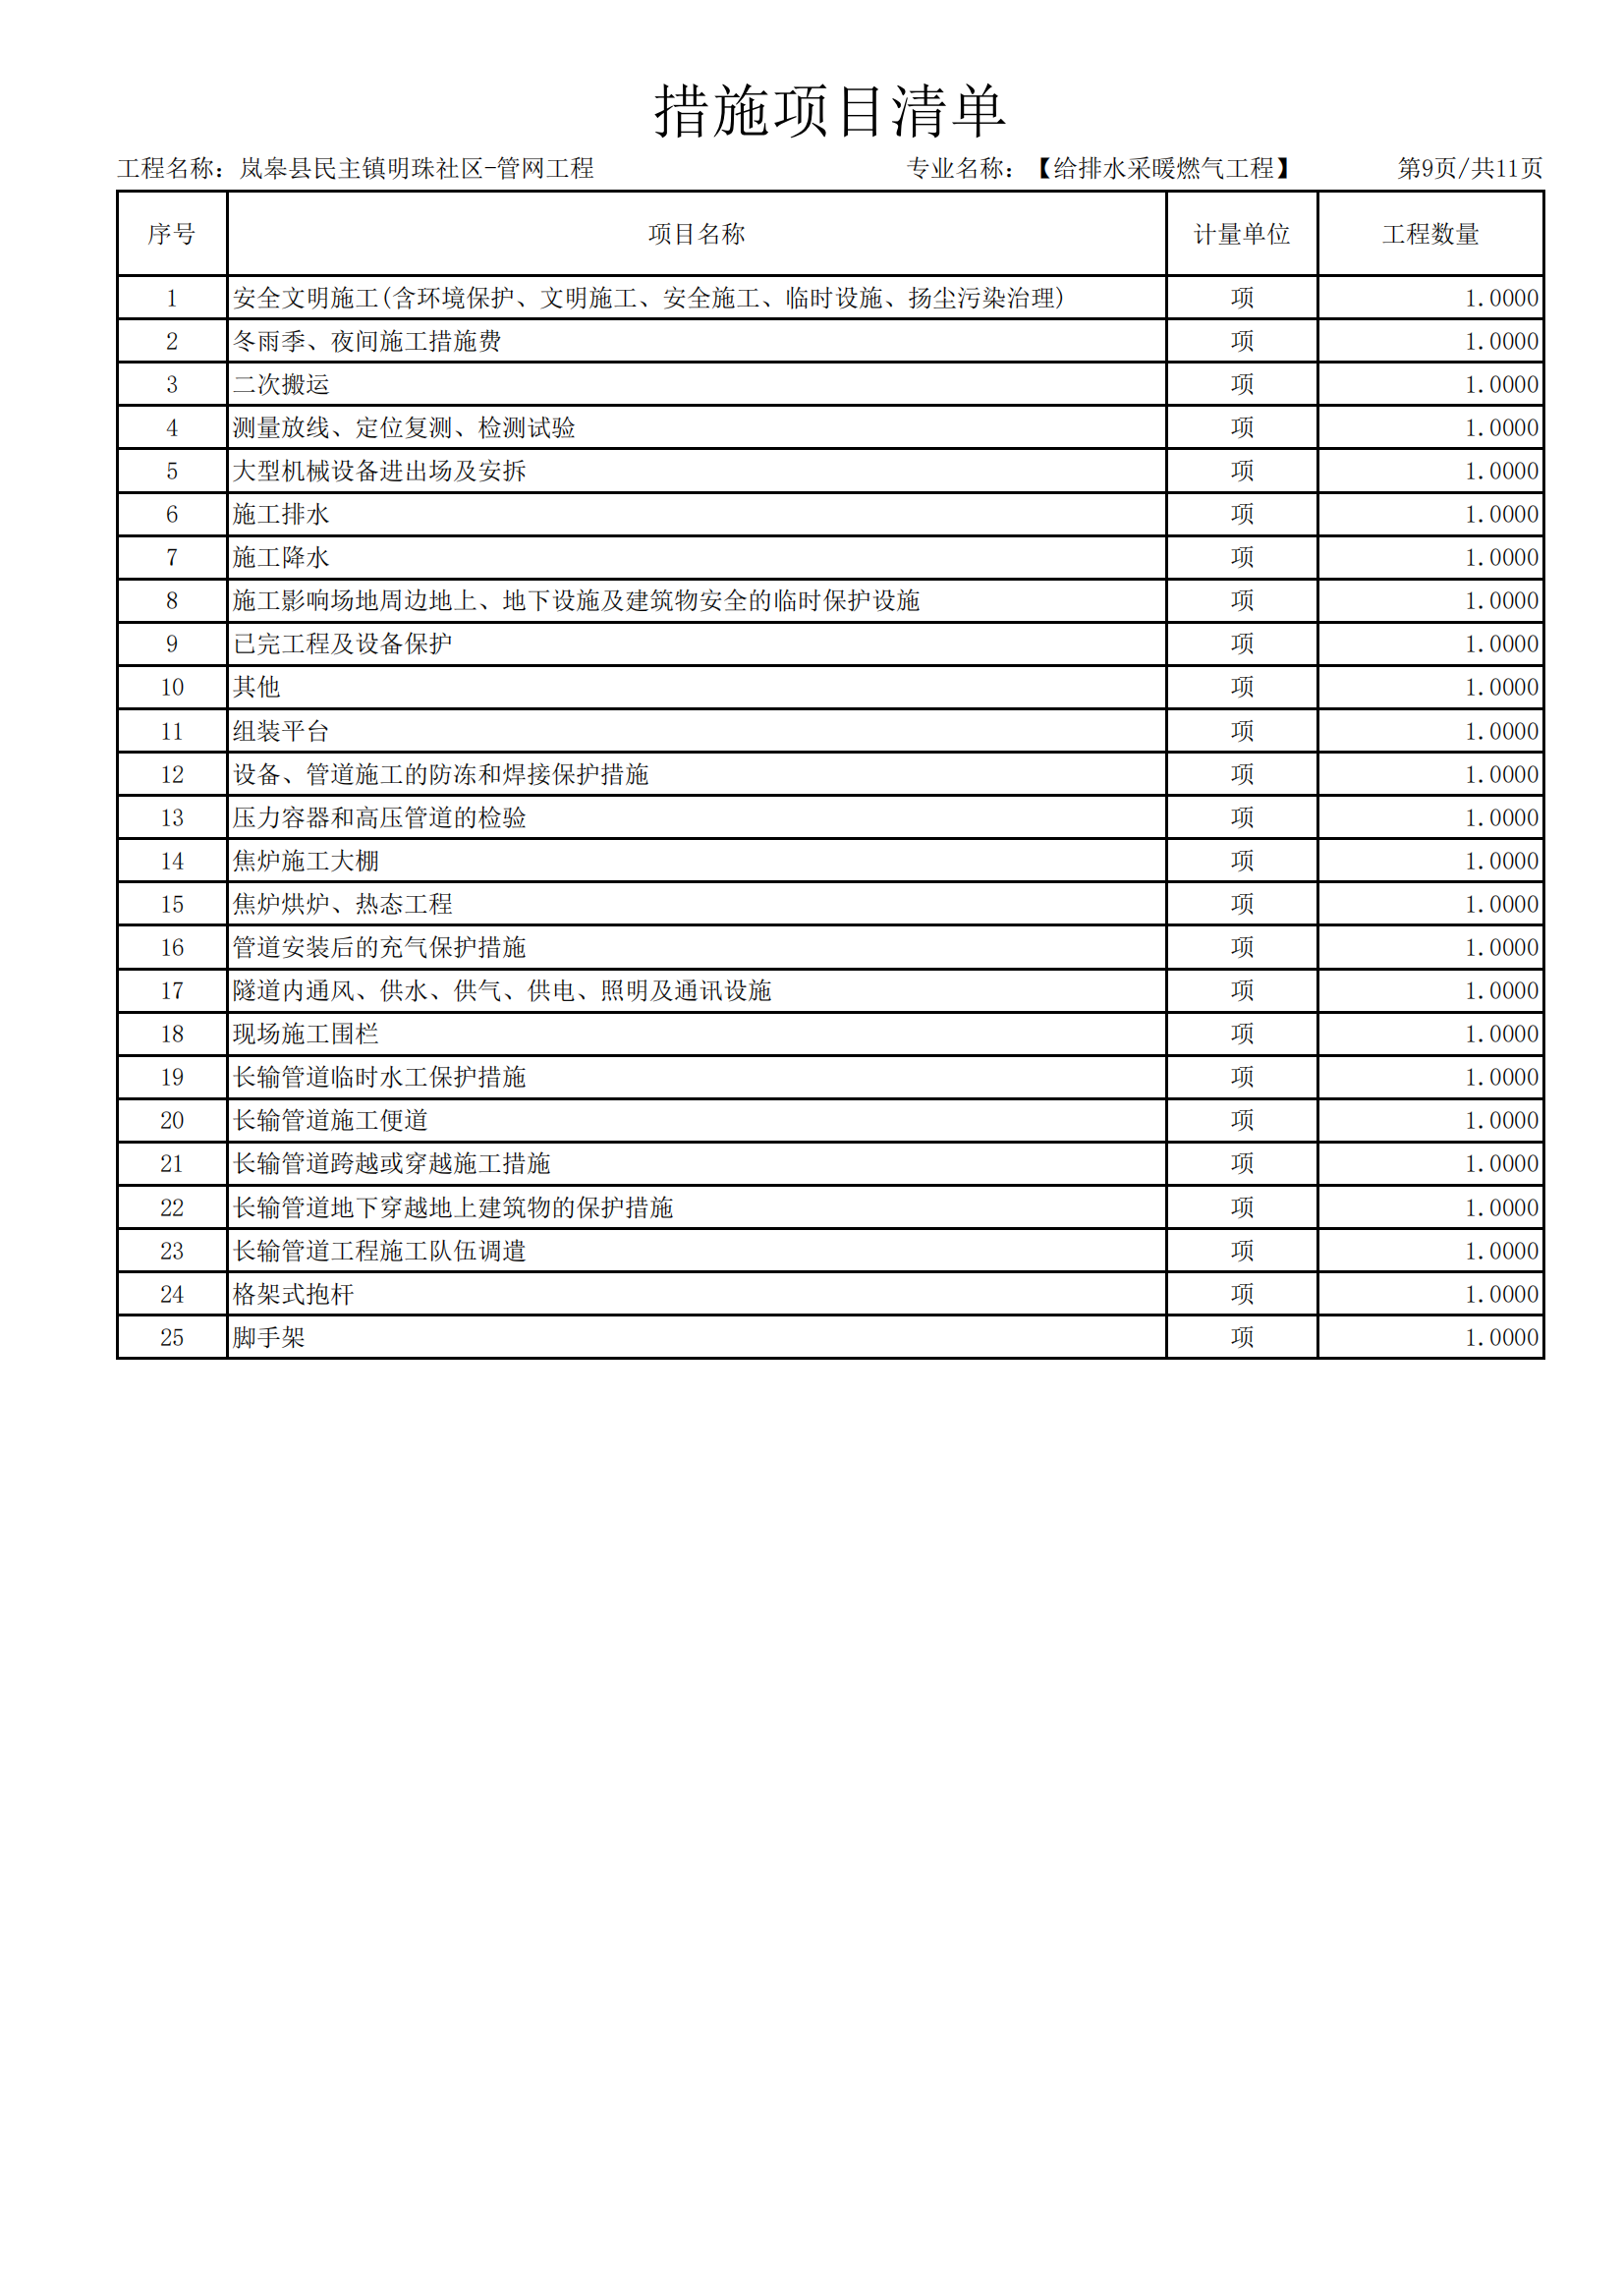 措施项目清单
工程名称：岚皋县民主镇明珠社区-管网工程 专业名称：【给排水采暖燃气工程】 第9页/共11页
序号 项目名称 计量单位 工程数量
1 安全文明施工(含环境保护、文明施工、安全施工、临时设施、扬尘污染治理) 项 1.0000
2 冬雨季、夜间施工措施费 项 1.0000
3 二次搬运 项 1.0000
4 测量放线、定位复测、检测试验 项 1.0000
5 大型机械设备进出场及安拆 项 1.0000
6 施工排水 项 1.0000
7 施工降水 项 1.0000
8 施工影响场地周边地上、地下设施及建筑物安全的临时保护设施 项 1.0000
9 已完工程及设备保护 项 1.0000
10 其他 项 1.0000
11 组装平台 项 1.0000
12 设备、管道施工的防冻和焊接保护措施 项 1.0000
13 压力容器和高压管道的检验 项 1.0000
14 焦炉施工大棚 项 1.0000
15 焦炉烘炉、热态工程 项 1.0000
16 管道安装后的充气保护措施 项 1.0000
17 隧道内通风、供水、供气、供电、照明及通讯设施 项 1.0000
18 现场施工围栏 项 1.0000
19 长输管道临时水工保护措施 项 1.0000
20 长输管道施工便道 项 1.0000
21 长输管道跨越或穿越施工措施 项 1.0000
22 长输管道地下穿越地上建筑物的保护措施 项 1.0000
23 长输管道工程施工队伍调遣 项 1.0000
24 格架式抱杆 项 1.0000
25 脚手架 项 1.0000